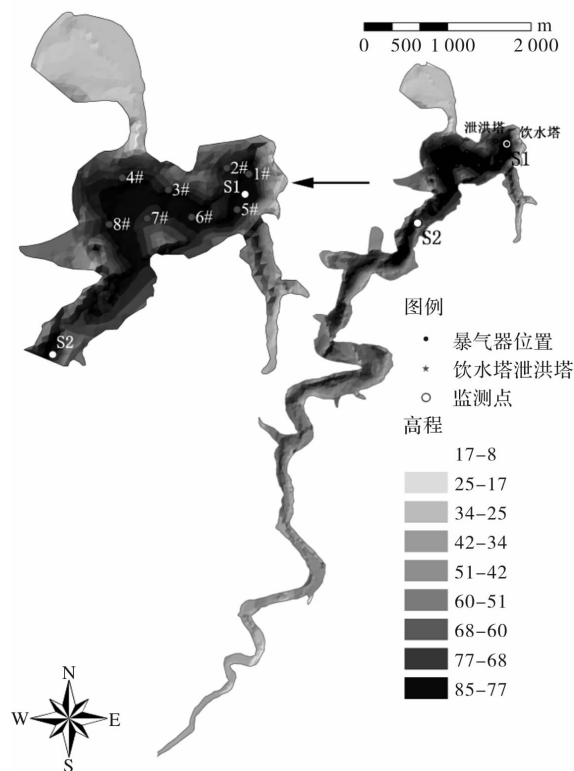 m
0 500 1 000 2 000
泄洪塔 饮水塔
S1
S2
4# 3# 2# 1#
S1
8# 7# 6# 5#
S2
图例
暴气器位置
饮水塔泄洪塔
监测点
高程
17-8
25-17
34-25
42-34
51-42
60-51
68-60
77-68
85-77
N
W E
S